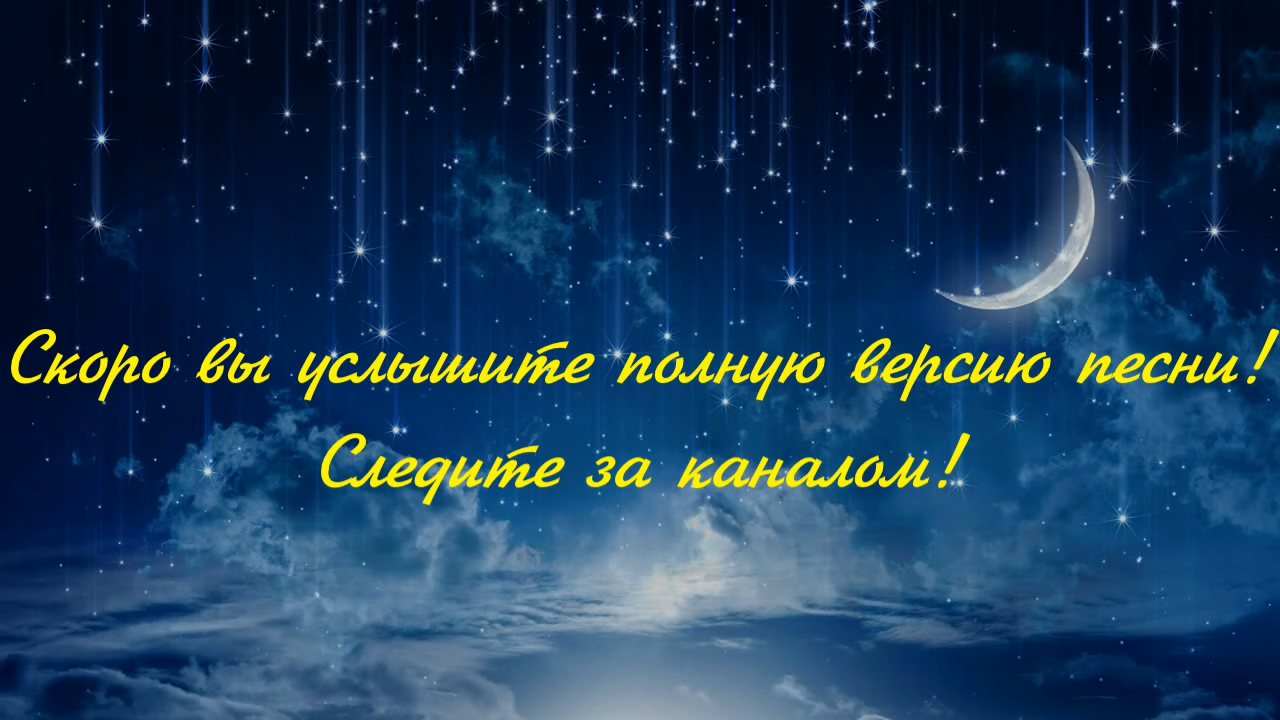 Скоро вы услышите полную версию песни!
Следите за каналом!